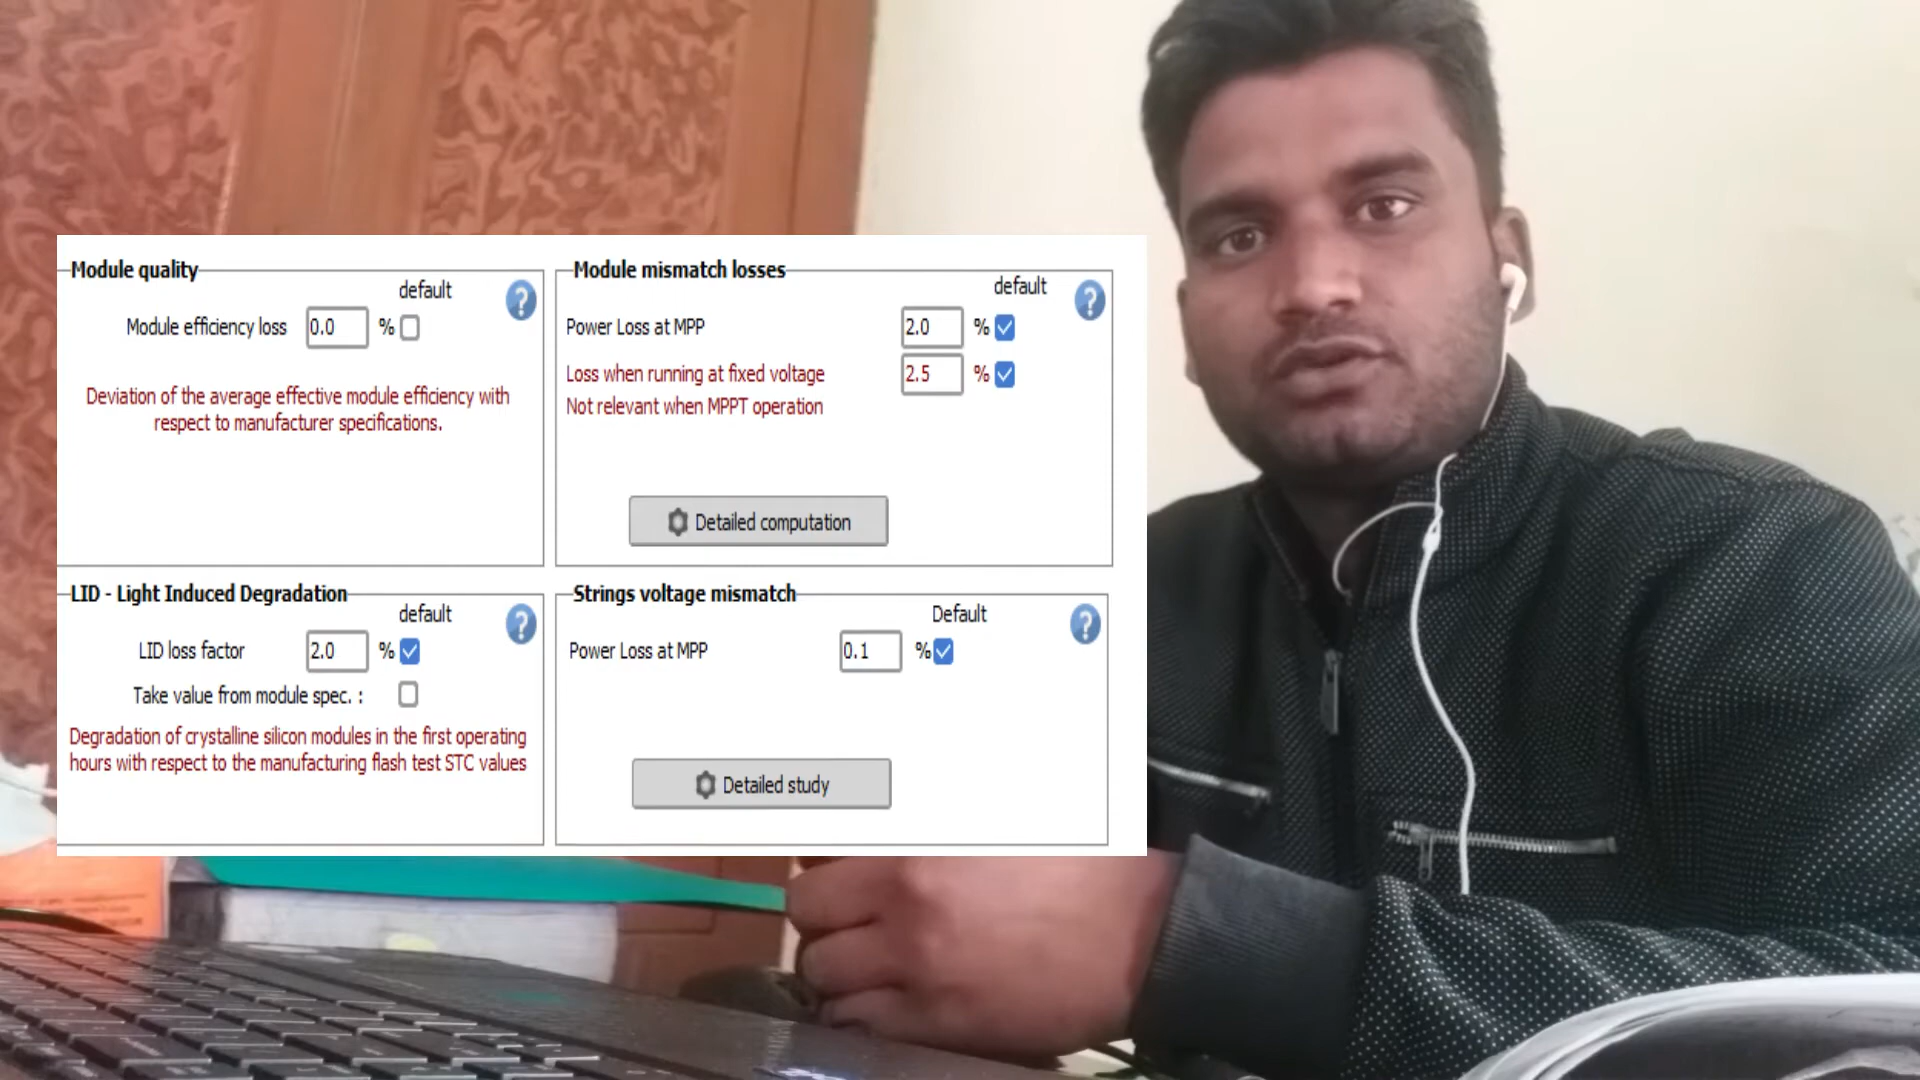 Module quality
default
?
Module efficiency loss 0.0 %
Deviation of the average effective module efficiency with
respect to manufacturer specifications.
Module mismatch losses
default
?
Power Loss at MPP 2.0 %
Loss when running at fixed voltage 2.5 %
Not relevant when MPPT operation
Detailed computation
LID - Light Induced Degradation
default
?
LID loss factor 2.0 %
Take value from module spec. :
Degradation of crystalline silicon modules in the first operating
hours with respect to the manufacturing flash test STC values
Strings voltage mismatch
Default
?
Power Loss at MPP 0.1 %
Detailed study